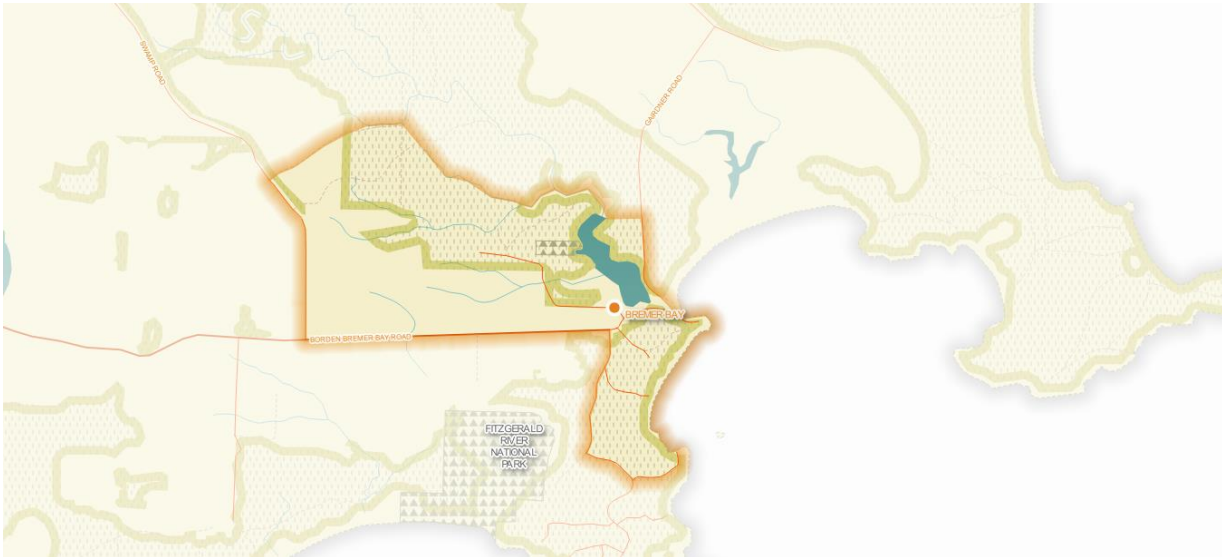 SWAMP ROAD
GAIRDNER ROAD
BREMER BAY
BORDEN BREMER BAY ROAD
FITZGERALD
RIVER
NATIONAL
PARK